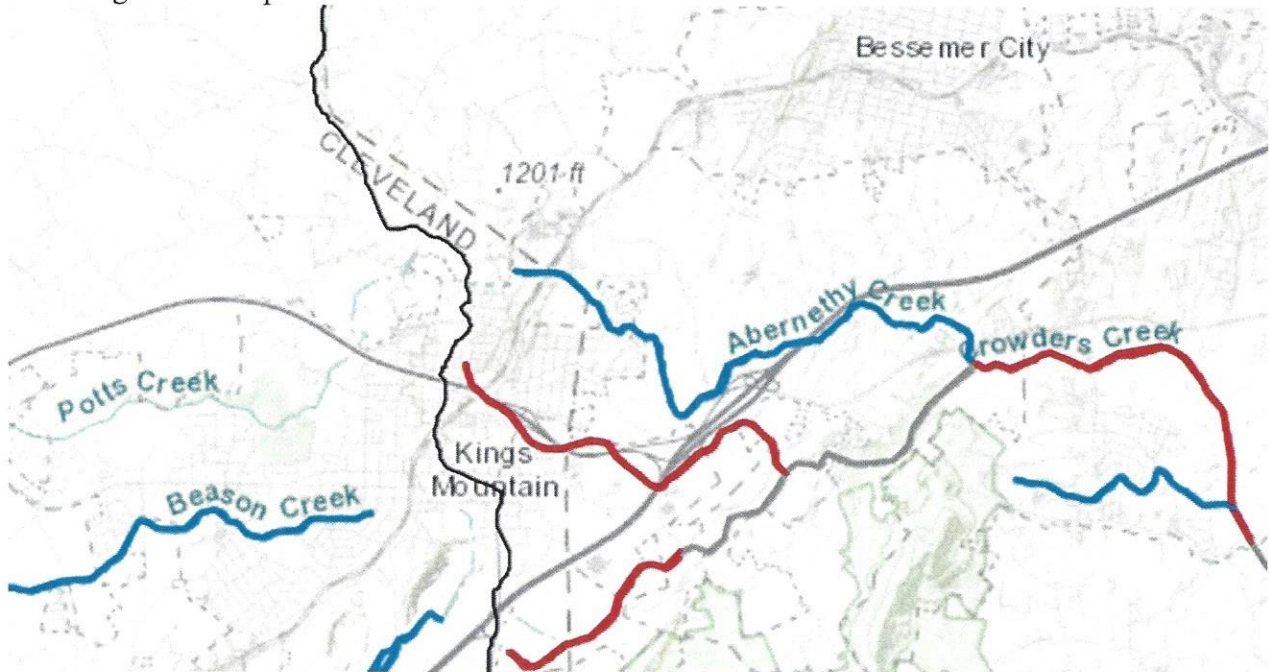 Bessemer City
1201 ft
CLEVELAND
Abernethy Creek
Crowders Creek
Potts Creek
Kings
Mountain
Beason Creek